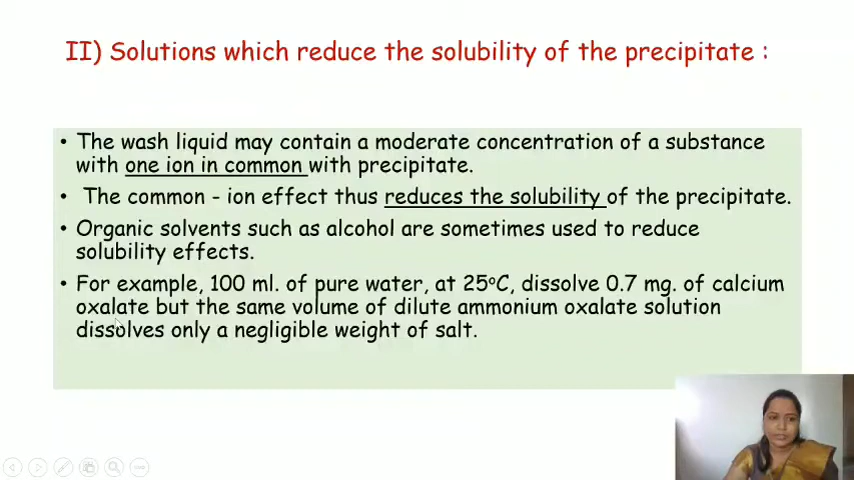 II) Solutions which reduce the solubility of the precipitate :
• The wash liquid may contain a moderate concentration of a substance
with one ion in common with precipitate.
• The common - ion effect thus reduces the solubility of the precipitate.
• Organic solvents such as alcohol are sometimes used to reduce
solubility effects.
• For example, 100 ml. of pure water, at 25°C, dissolve 0.7 mg. of calcium
oxalate but the same volume of dilute ammonium oxalate solution
dissolves only a negligible weight of salt.